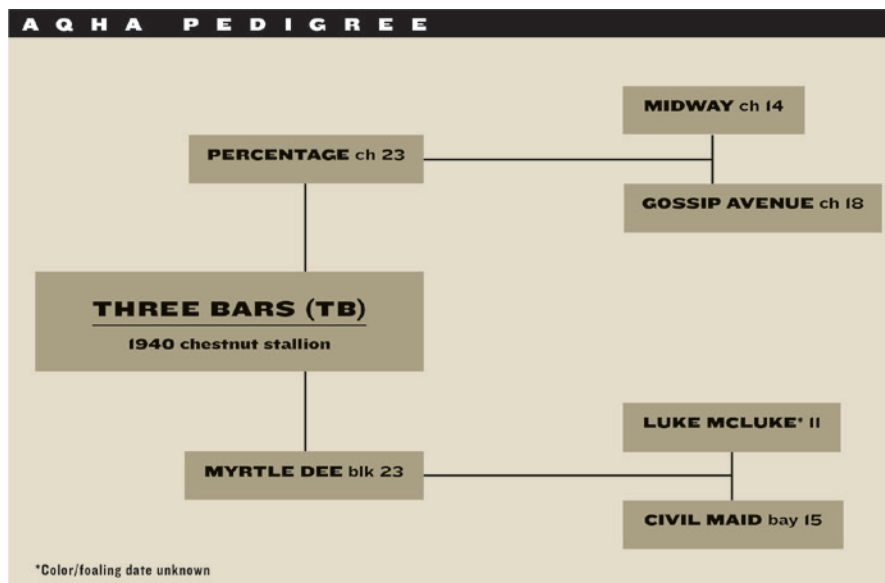 AQHA PEDIGREE
MIDWAY ch 14
PERCENTAGE ch 23
GOSSIP AVENUE ch 18
THREE BARS (TB)
1940 chestnut stallion
LUKE MCLUKE* 11
MYRTLE DEE blk 23
CIVIL MAID bay 15
*Color/foaling date unknown